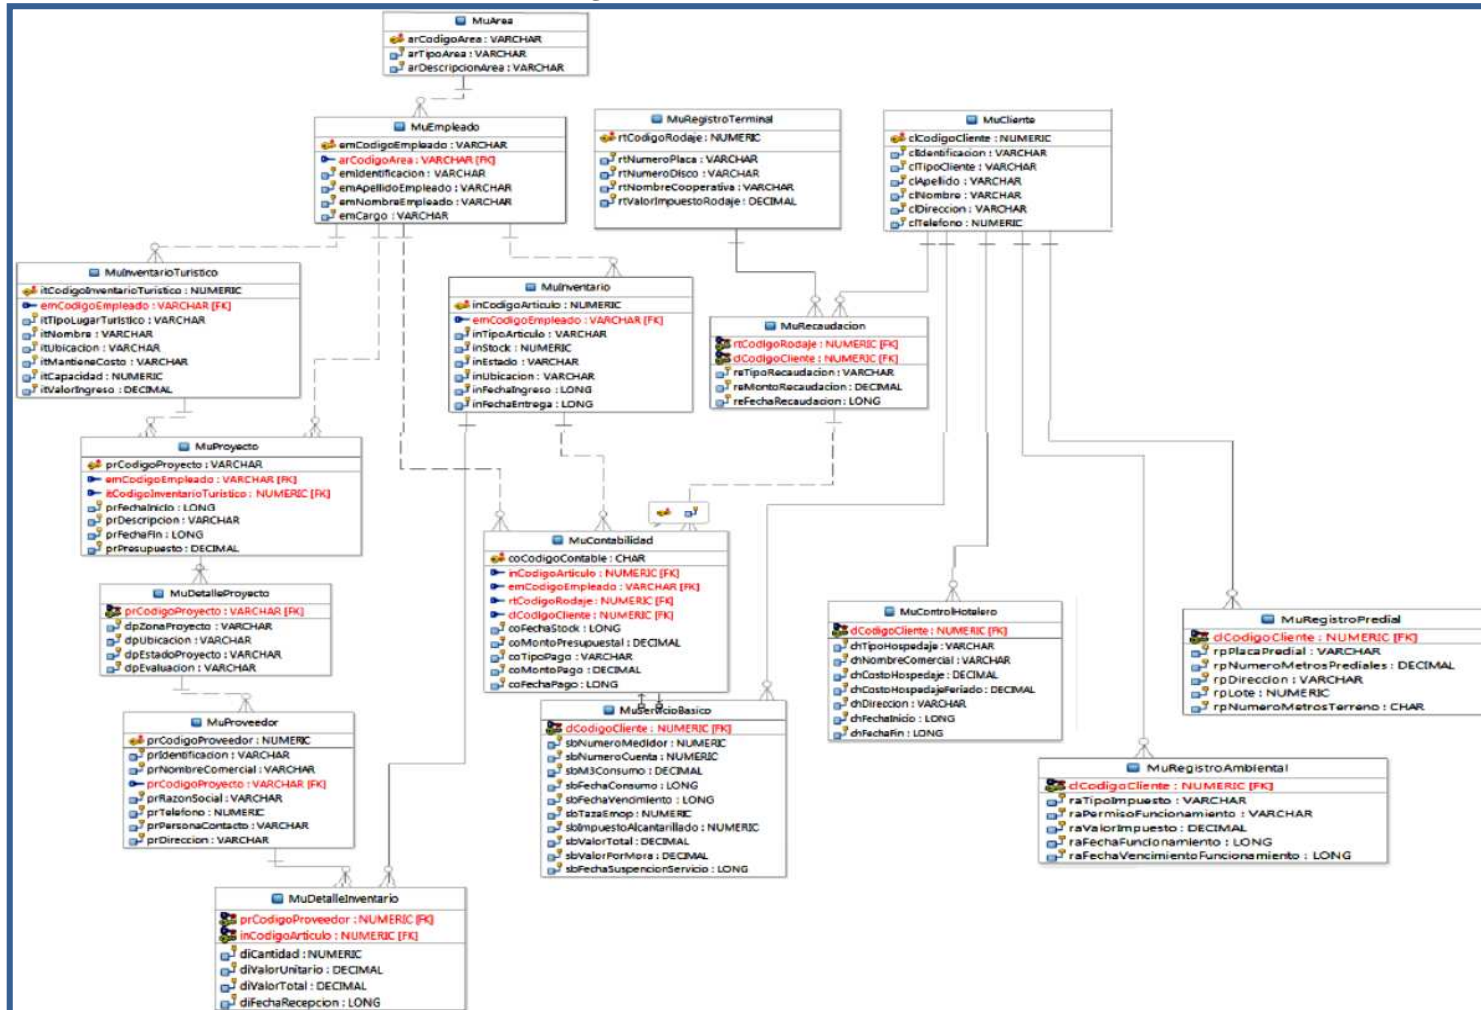 MuArea
arCodigoArea : VARCHAR
arTipoArea : VARCHAR
arDescripcionArea : VARCHAR
MuEmpleado
emCodigoEmpleado : VARCHAR
arCodigoArea : VARCHAR [FK]
emIdentificacion : VARCHAR
emApellidoEmpleado : VARCHAR
emNombreEmpleado : VARCHAR
emCargo : VARCHAR
MuRegistroTerminal
rtCodigoRodaje : NUMERIC
rtNumeroPlaca : VARCHAR
rtNumeroDisco : VARCHAR
rtNombreCooperativa : VARCHAR
rtValorImpuestoRodaje : DECIMAL
MuCliente
clCodigoCliente : NUMERIC
clIdentificacion : VARCHAR
clTipoCliente : VARCHAR
clApellido : VARCHAR
clNombre : VARCHAR
clDireccion : VARCHAR
clTelefono : NUMERIC
MuInventarioTuristico
itCodigoInventarioTuristico : NUMERIC
emCodigoEmpleado : VARCHAR [FK]
itTipoLugarTuristico : VARCHAR
itNombre : VARCHAR
itUbicacion : VARCHAR
itMantieneCosto : VARCHAR
itCapacidad : NUMERIC
itValorIngreso : DECIMAL
MuInventario
inCodigoArticulo : NUMERIC
emCodigoEmpleado : VARCHAR [FK]
inTipoArticulo : VARCHAR
inStock : NUMERIC
inEstado : VARCHAR
inUbicacion : VARCHAR
inFechaIngreso : LONG
inFechaEntrega : LONG
MuRecaudacion
rtCodigoRodaje : NUMERIC [FK]
clCodigoCliente : NUMERIC [FK]
reTipoRecaudacion : VARCHAR
reMontoRecaudacion : DECIMAL
reFechaRecaudacion : LONG
MuProyecto
prCodigoProyecto : VARCHAR
emCodigoEmpleado : VARCHAR [FK]
itCodigoInventarioTuristico : NUMERIC [FK]
prFechaInicio : LONG
prDescripcion : VARCHAR
prFechaFin : LONG
prPresupuesto : DECIMAL
MuContabilidad
coCodigoContable : CHAR
inCodigoArticulo : NUMERIC [FK]
emCodigoEmpleado : VARCHAR [FK]
rtCodigoRodaje : NUMERIC [FK]
clCodigoCliente : NUMERIC [FK]
coFechaStock : LONG
coMontoPresupuestal : DECIMAL
coTipoPago : VARCHAR
coMontoPago : DECIMAL
coFechaPago : LONG
MuDetalleProyecto
prCodigoProyecto : VARCHAR [FK]
dpZonaProyecto : VARCHAR
dpUbicacion : VARCHAR
dpEstadoProyecto : VARCHAR
dpEvaluacion : VARCHAR
MuControlHotelero
clCodigoCliente : NUMERIC [FK]
chTipoHospedaje : VARCHAR
chNombreComercial : VARCHAR
chCostoHospedaje : DECIMAL
chCostoHospedajeFeriado : DECIMAL
chDireccion : VARCHAR
chFechaInicio : LONG
chFechaFin : LONG
MuRegistroPredial
clCodigoCliente : NUMERIC [FK]
rpPlacaPredial : VARCHAR
rpNumeroMetrosPrediales : DECIMAL
rpDireccion : VARCHAR
rpLote : NUMERIC
rpNumeroMetrosTerreno : CHAR
MuProveedor
prCodigoProveedor : NUMERIC
prIdentificacion : VARCHAR
prNombreComercial : VARCHAR
prCodigoProyecto : VARCHAR [FK]
prRazonSocial : VARCHAR
prTelefono : NUMERIC
prPersonaContacto : VARCHAR
prDireccion : VARCHAR
MuServicioBasico
clCodigoCliente : NUMERIC [FK]
sbNumeroMedidor : NUMERIC
sbNumeroCuenta : NUMERIC
sbM3Consumo : DECIMAL
sbFechaConsumo : LONG
sbFechaVencimiento : LONG
sbTazaEmop : NUMERIC
sbImpuestoAlcantarillado : NUMERIC
sbValorTotal : DECIMAL
sbValorPorMora : DECIMAL
sbFechaSuspencionServicio : LONG
MuRegistroAmbiental
clCodigoCliente : NUMERIC [FK]
raTipoImpuesto : VARCHAR
raPermisoFuncionamiento : VARCHAR
raValorImpuesto : DECIMAL
raFechaFuncionamiento : LONG
raFechaVencimientoFuncionamiento : LONG
MuDetalleInventario
prCodigoProveedor : NUMERIC [FK]
inCodigoArticulo : NUMERIC [FK]
diCantidad : NUMERIC
diValorUnitario : DECIMAL
diValorTotal : DECIMAL
diFechaRecepcion : LONG